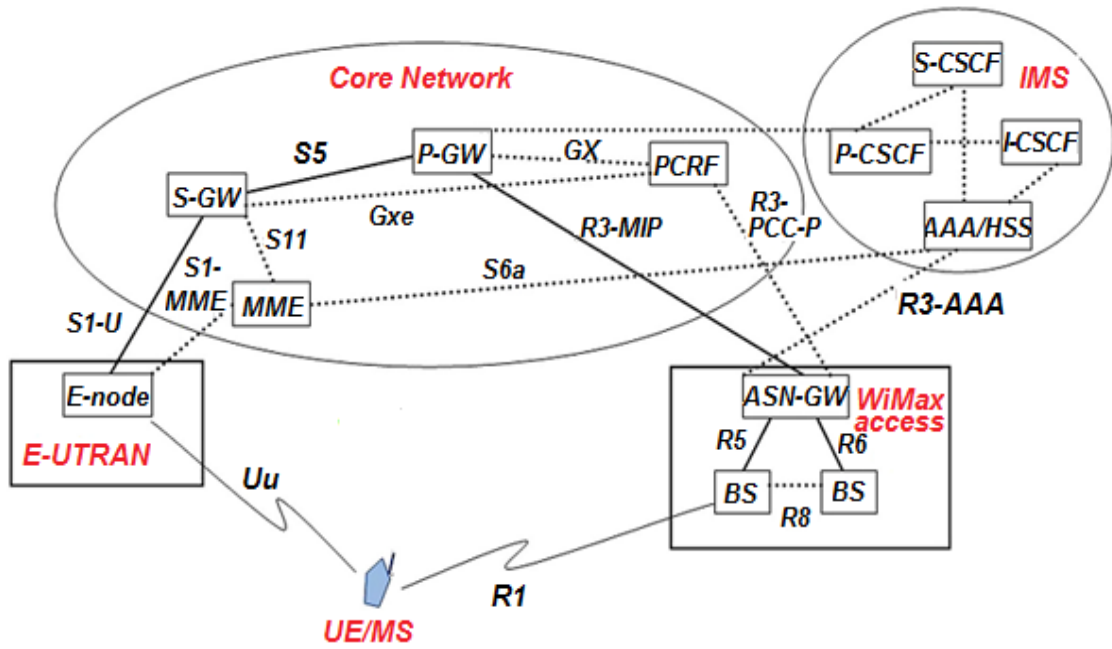 S-CSCF
IMS
Core Network
P-GW
GX
PCRF
P-CSCF
I-CSCF
S5
S-GW
Gxe
R3-MIP
R3-
PCC-P
AAA/HSS
S11
S1-
MME
MME
S6a
S1-U
R3-AAA
E-node
E-UTRAN
ASN-GW
WiMax
access
R5
R6
BS
BS
R8
Uu
R1
UE/MS